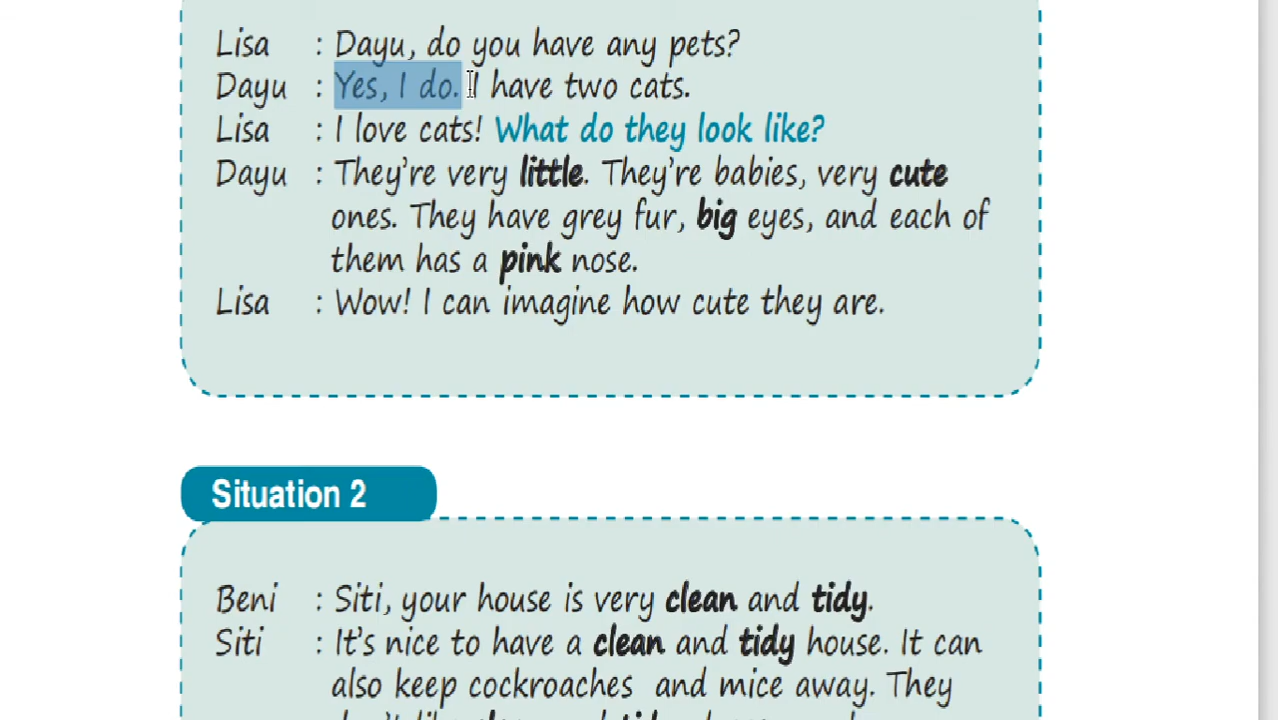 Lisa : Dayu, do you have any pets?
Dayu : Yes, I do. I have two cats.
Lisa : I love cats! What do they look like?
Dayu : They're very little. They're babies, very cute
ones. They have grey fur, big eyes, and each of
them has a pink nose.
Lisa : Wow! I can imagine how cute they are.
Situation 2
Beni : Siti, your house is very clean and tidy.
Siti : It's nice to have a clean and tidy house. It can
also keep cockroaches and mice away. They